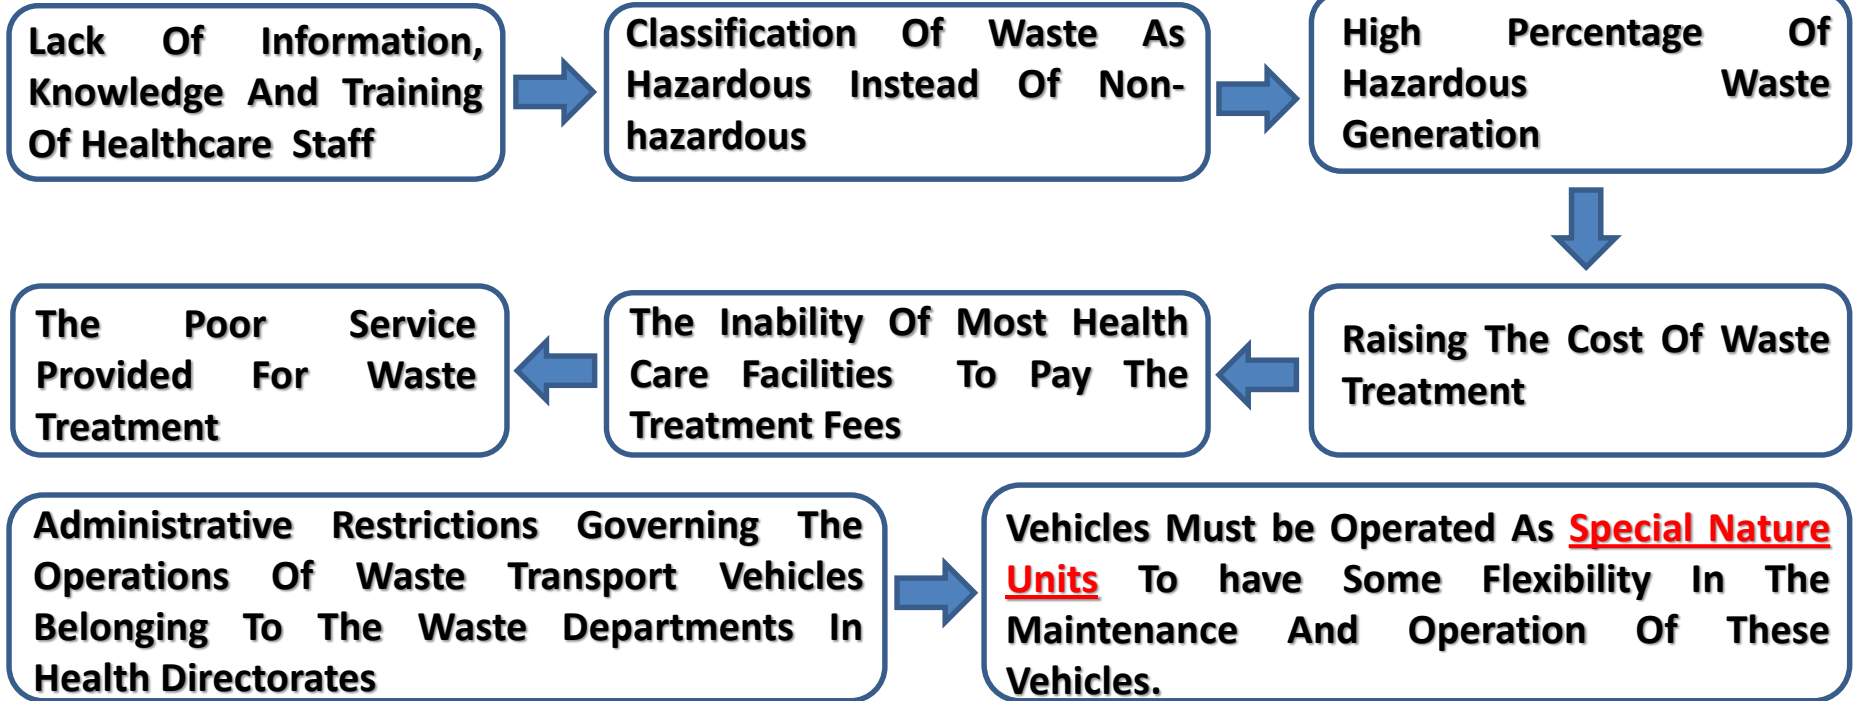 Lack Of Information,
Knowledge And Training
Of Healthcare Staff
Classification Of Waste As
Hazardous Instead Of Non-
hazardous
High Percentage Of
Hazardous Waste
Generation
Raising The Cost Of Waste
Treatment
The Inability Of Most Health
Care Facilities To Pay The
Treatment Fees
The Poor Service
Provided For Waste
Treatment
Administrative Restrictions Governing The
Operations Of Waste Transport Vehicles
Belonging To The Waste Departments In
Health Directorates
Vehicles Must be Operated As Special Nature
Units To have Some Flexibility In The
Maintenance And Operation Of These
Vehicles.